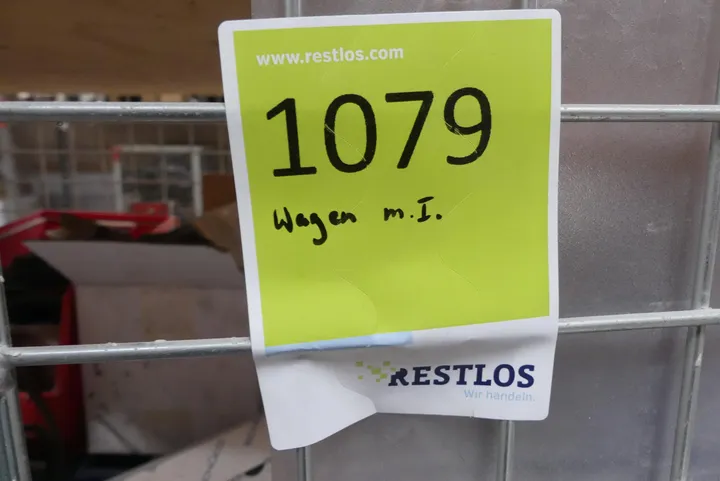 www.restlos.com
1079
Wagen m.I.
RESTLOS
Wir handeln.